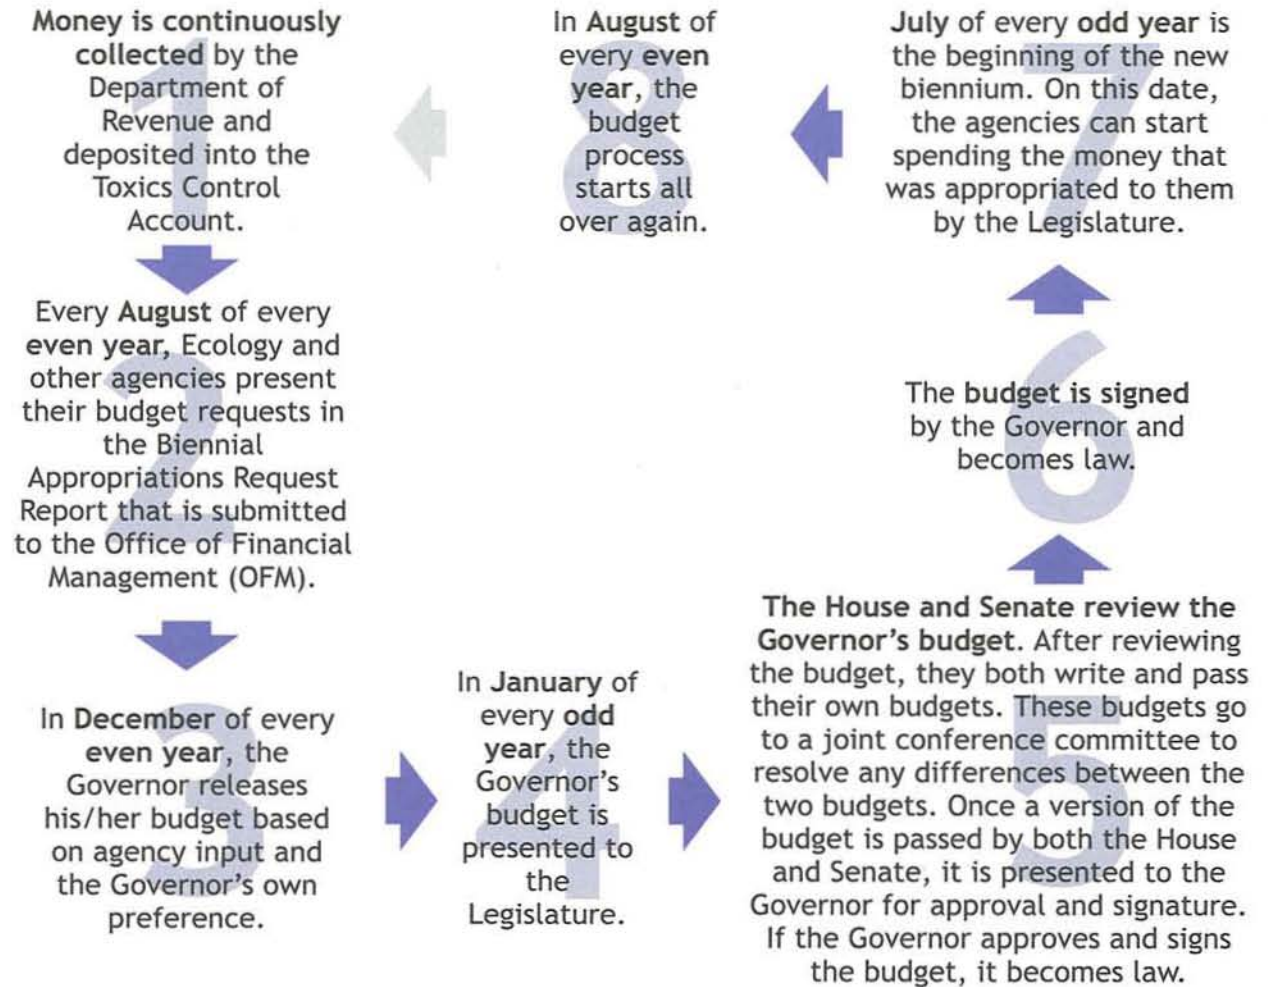 1
Money is continuously
collected by the
Department of
Revenue and
deposited into the
Toxics Control
Account.
2
Every August of every
even year, Ecology and
other agencies present
their budget requests in
the Biennial
Appropriations Request
Report that is submitted
to the Office of Financial
Management (OFM).
3
In December of every
even year, the
Governor releases
his/her budget based
on agency input and
the Governor's own
preference.
4
In January of
every odd
year, the
Governor's
budget is
presented to
the
Legislature.
5
The House and Senate review the
Governor's budget. After reviewing
the budget, they both write and pass
their own budgets. These budgets go
to a joint conference committee to
resolve any differences between the
two budgets. Once a version of the
budget is passed by both the House
and Senate, it is presented to the
Governor for approval and signature.
If the Governor approves and signs
the budget, it becomes law.
6
The budget is signed
by the Governor and
becomes law.
7
July of every odd year is
the beginning of the new
biennium. On this date,
the agencies can start
spending the money that
was appropriated to them
by the Legislature.
8
In August of
every even
year, the
budget
process
starts all
over again.